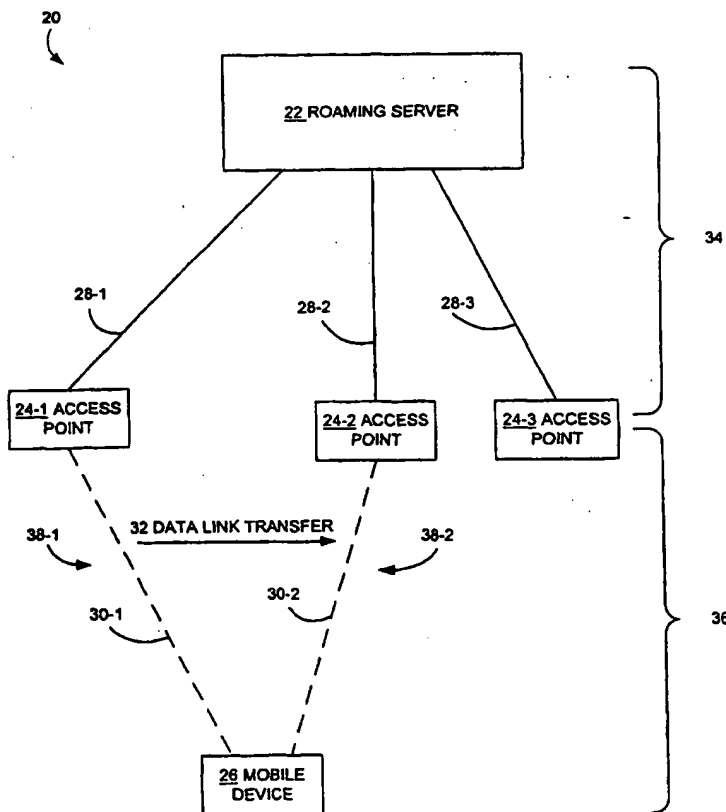 20
22 ROAMING SERVER
34
28-1
28-2
28-3
24-1 ACCESS
POINT
24-2 ACCESS
POINT
24-3 ACCESS
POINT
32 DATA LINK TRANSFER
38-1
38-2
30-1
30-2
36
26 MOBILE
DEVICE